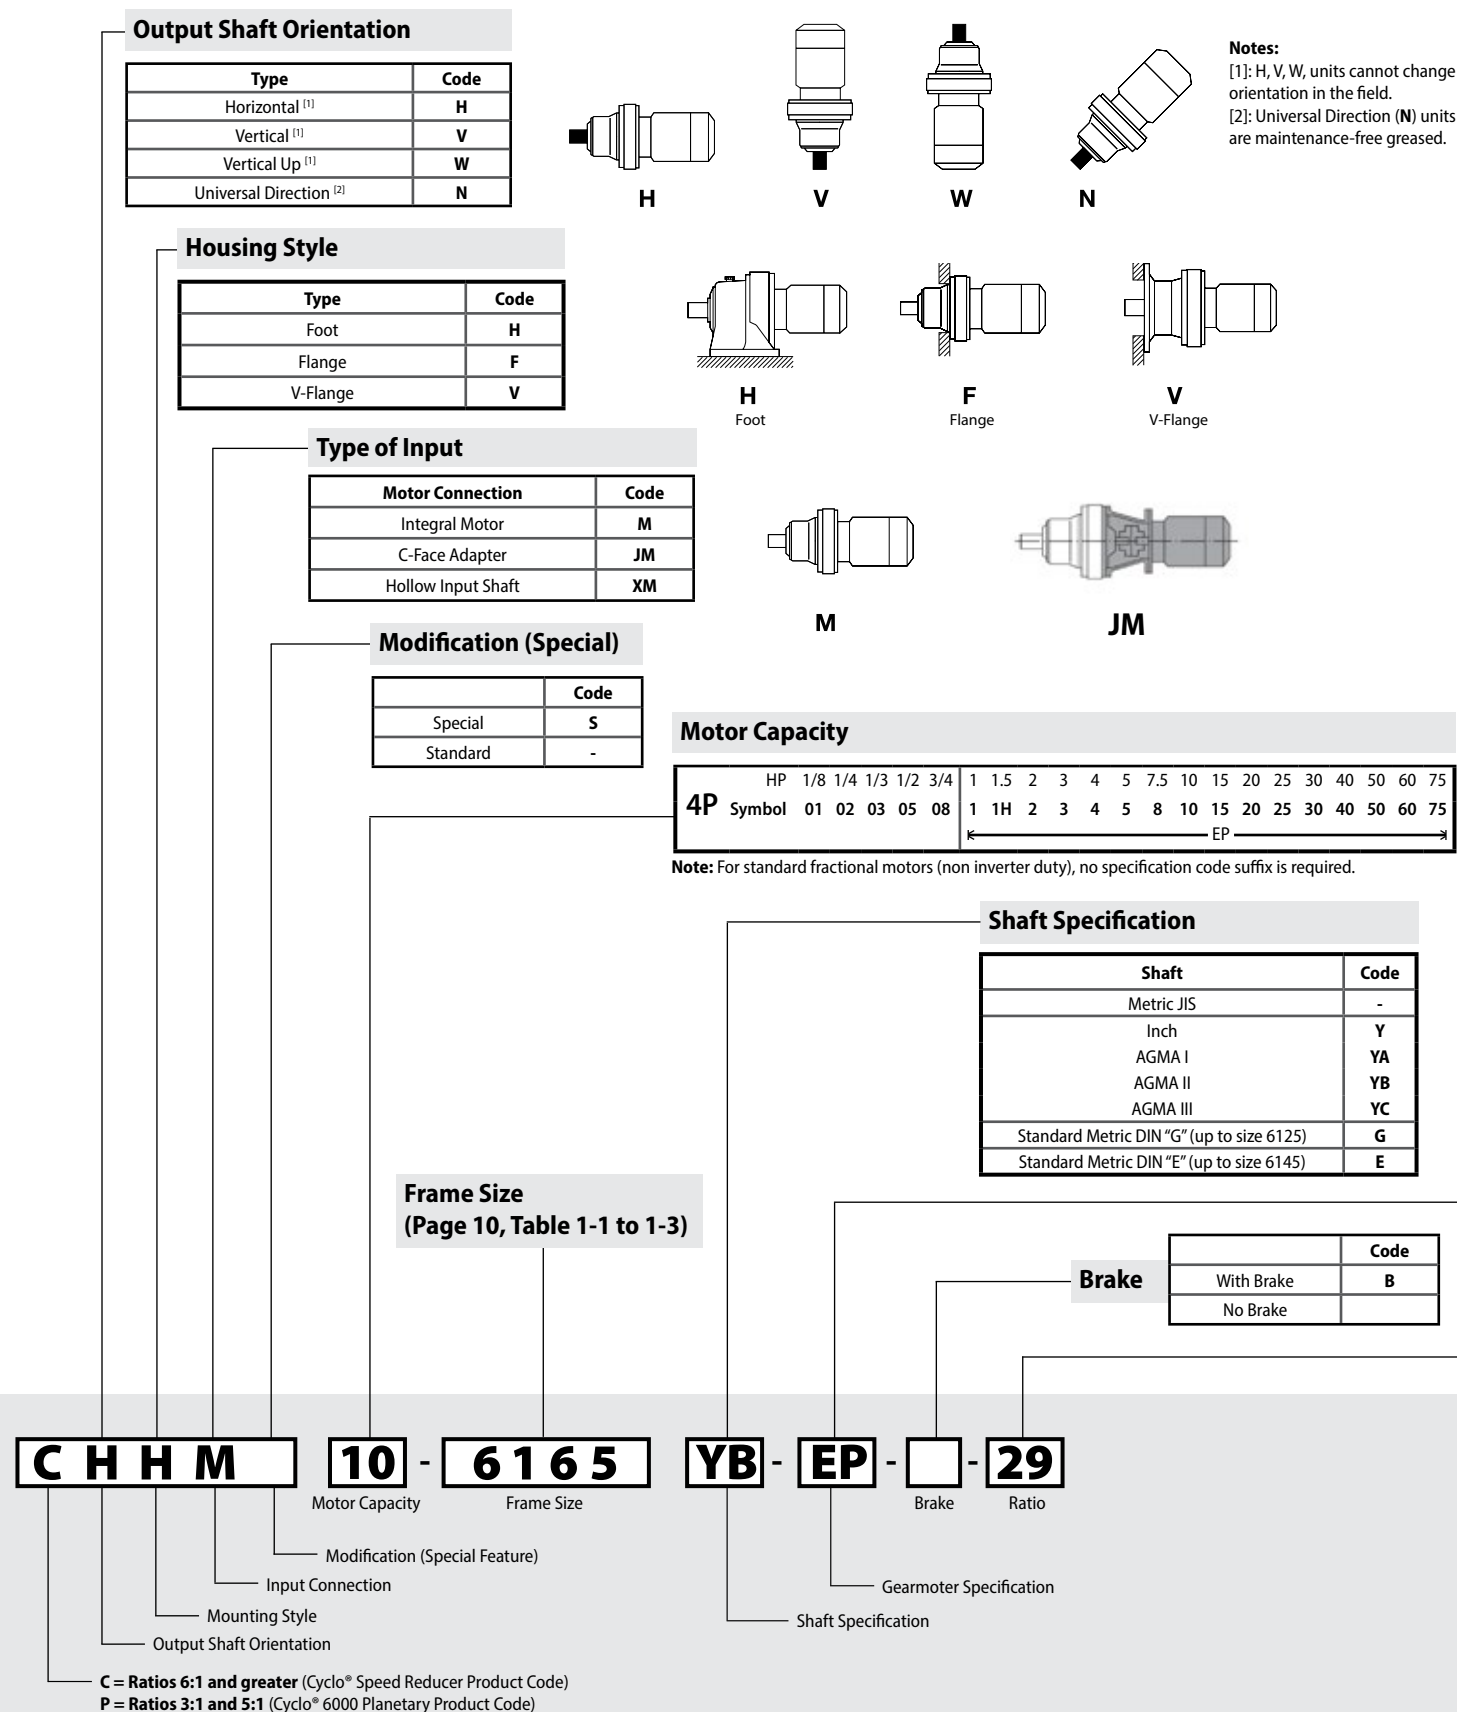 Output Shaft Orientation
Type Code
Horizontal [1] H
Vertical [1] V
Vertical Up [1] W
Universal Direction [2] N
H V W N
Notes:
[1]: H, V, W, units cannot change
orientation in the field.
[2]: Universal Direction (N) units
are maintenance-free greased.
Housing Style
Type Code
Foot H
Flange F
V-Flange V
H F V
Foot Flange V-Flange
Type of Input
Motor Connection Code
Integral Motor M
C-Face Adapter JM
Hollow Input Shaft XM
M JM
Modification (Special)
Code
Special S
Standard -
Motor Capacity
HP 1/8 1/4 1/3 1/2 3/4 1 1.5 2 3 4 5 7.5 10 15 20 25 30 40 50 60 75
4P Symbol 01 02 03 05 08 1 1H 2 3 4 5 8 10 15 20 25 30 40 50 60 75
EP
Note: For standard fractional motors (non inverter duty), no specification code suffix is required.
Shaft Specification
Shaft Code
Metric JIS -
Inch Y
AGMA I YA
AGMA II YB
AGMA III YC
Standard Metric DIN “G” (up to size 6125) G
Standard Metric DIN “E” (up to size 6145) E
Frame Size
(Page 10, Table 1-1 to 1-3)
Brake
Code
With Brake B
No Brake
C H H M 10 - 6165 YB - EP - - 29
Motor Capacity Frame Size Brake Ratio
Modification (Special Feature)
Input Connection
Mounting Style
Output Shaft Orientation
Gearmoter Specification
Shaft Specification
C = Ratios 6:1 and greater (Cyclo® Speed Reducer Product Code)
P = Ratios 3:1 and 5:1 (Cyclo® 6000 Planetary Product Code)